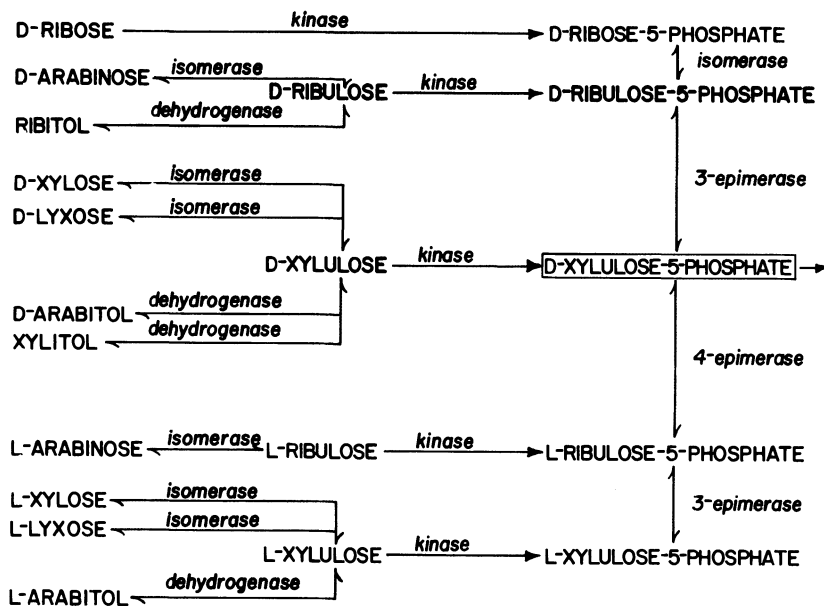 D-RIBOSE kinase D-RIBOSE-5-PHOSPHATE
isomerase
D-ARABINOSE isomerase
D-RIBULOSE kinase D-RIBULOSE-5-PHOSPHATE
RIBITOL dehydrogenase
3-epimerase
D-XYLOSE isomerase
D-LYXOSE isomerase
D-XYLULOSE kinase D-XYLULOSE-5-PHOSPHATE
D-ARABITOL dehydrogenase
XYLITOL dehydrogenase
4-epimerase
L-ARABINOSE isomerase L-RIBULOSE kinase L-RIBULOSE-5-PHOSPHATE
L-XYLOSE isomerase
3-epimerase
L-LYXOSE isomerase
L-XYLULOSE kinase L-XYLULOSE-5-PHOSPHATE
L-ARABITOL dehydrogenase